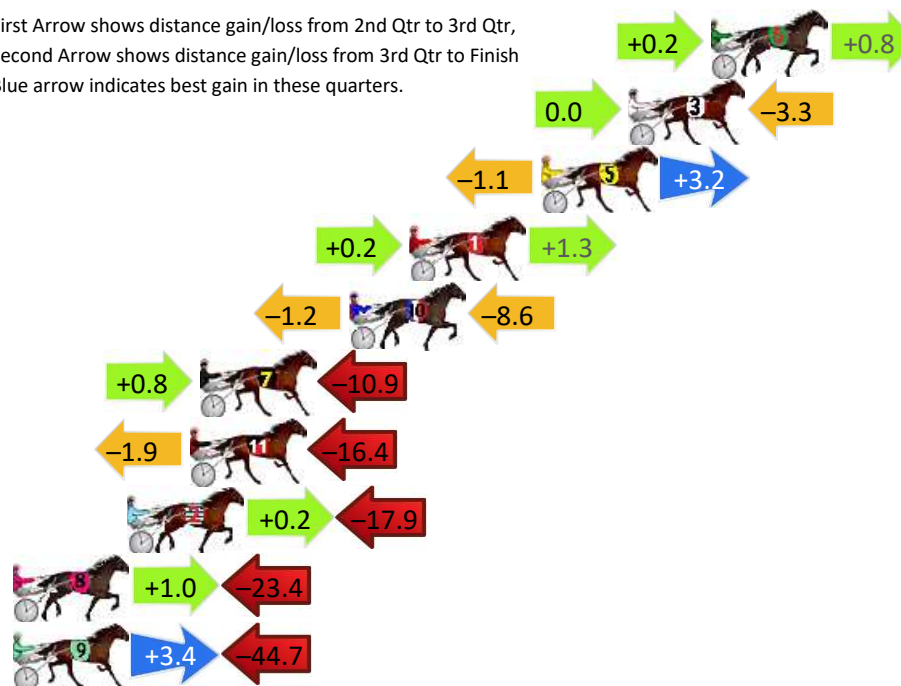 irst Arrow shows distance gain/loss from 2nd Qtr to 3rd Qtr,
econd Arrow shows distance gain/loss from 3rd Qtr to Finish
lue arrow indicates best gain in these quarters.
+0.2 6 +0.8
0.0 3 –3.3
–1.1 5 +3.2
+0.2 1 +1.3
–1.2 10 –8.6
+0.8 7 –10.9
–1.9 11 –16.4
2 +0.2 –17.9
8 +1.0 –23.4
9 +3.4 –44.7